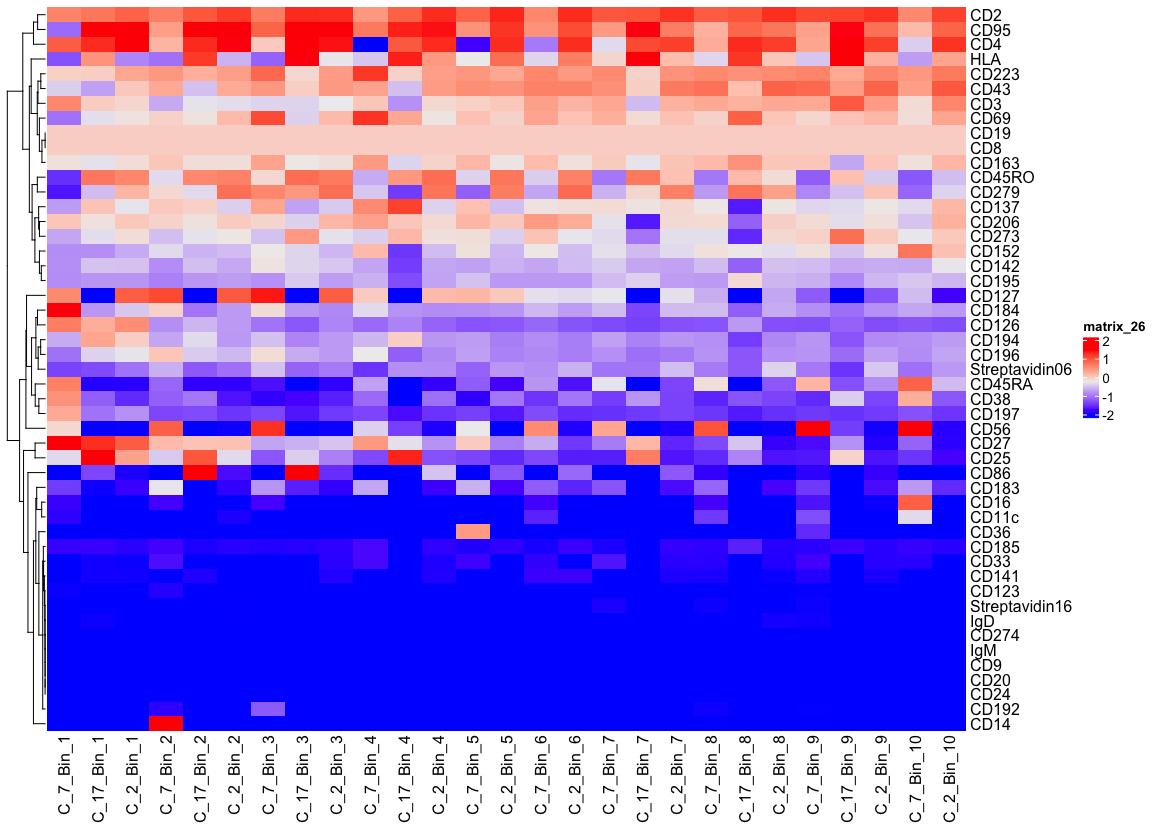 CD2
CD95
CD4
HLA
CD223
CD43
CD3
CD69
CD19
CD8
CD163
CD45RO
CD279
CD137
CD206
CD273
CD152
CD142
CD195
CD127
CD184
CD126
CD194
CD196
Streptavidin06
CD45RA
CD38
CD197
CD56
CD27
CD25
CD86
CD183
CD16
CD11c
CD36
CD185
CD33
CD141
CD123
Streptavidin16
IgD
CD274
IgM
CD9
CD20
CD24
CD192
CD14
matrix_26
2
1
0
-1
-2
C_7_Bin_1
C_17_Bin_1
C_2_Bin_1
C_7_Bin_2
C_17_Bin_2
C_2_Bin_2
C_7_Bin_3
C_17_Bin_3
C_2_Bin_3
C_7_Bin_4
C_17_Bin_4
C_2_Bin_4
C_7_Bin_5
C_2_Bin_5
C_7_Bin_6
C_2_Bin_6
C_7_Bin_7
C_17_Bin_7
C_2_Bin_7
C_7_Bin_8
C_17_Bin_8
C_2_Bin_8
C_7_Bin_9
C_17_Bin_9
C_2_Bin_9
C_7_Bin_10
C_2_Bin_10